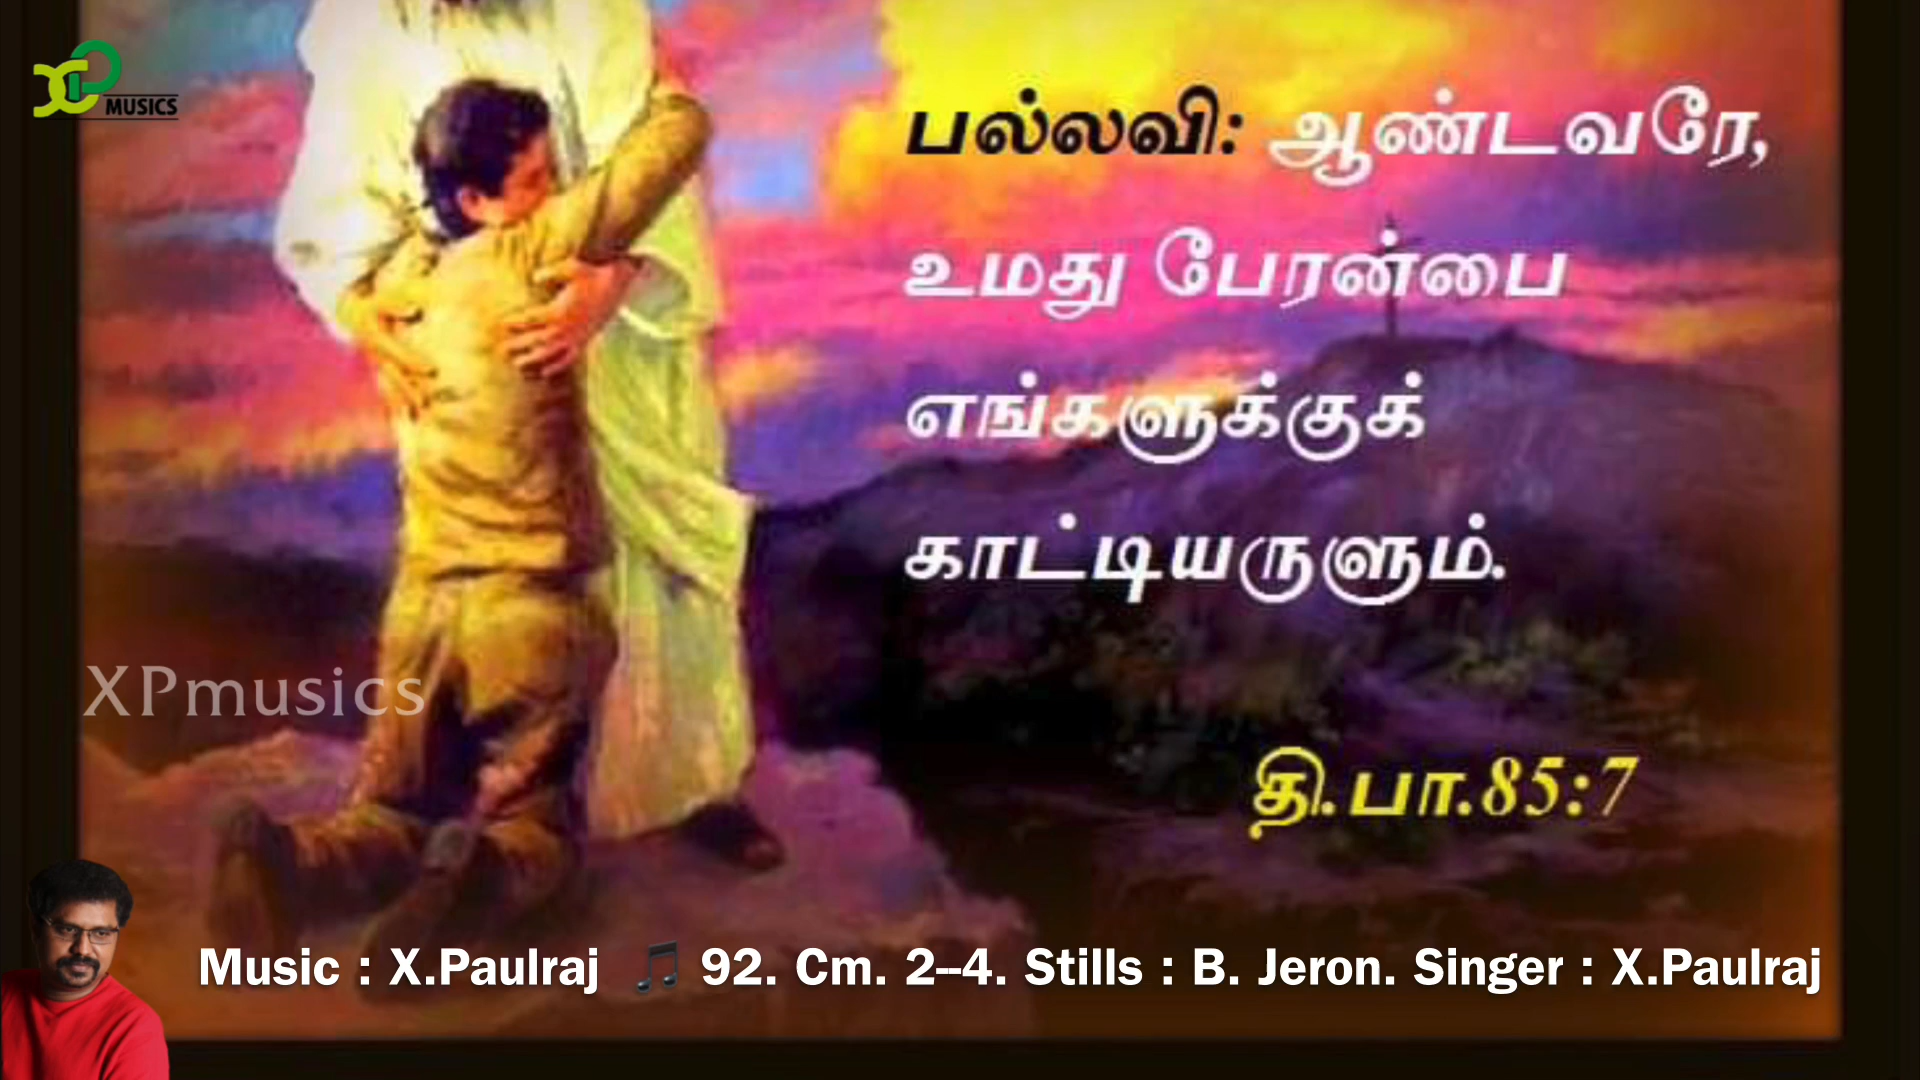 XP
MUSICS
பல்லவி: ஆண்டவரே,
உமது பேரன்பை
எங்களுக்குக்
காட்டியருளும்.
தி.பா.85:7
XPmusics
Music : X.Paulraj 🎵 92. Cm. 2–4. Stills : B. Jeron. Singer : X.Paulraj